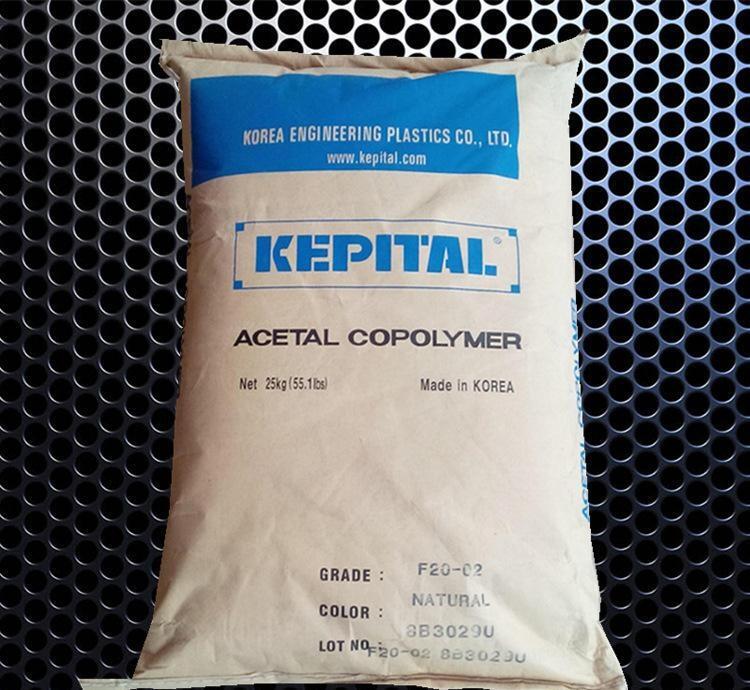 KOREA ENGINEERING PLASTICS CO., LTD.
www.kepital.com
KEPITAL®
ACETAL COPOLYMER
Net 25kg(55.1lbs)
Made in KOREA
GRADE : F20-02
COLOR : NATURAL
LOT NO : 8B3029U
F20-02 8B3029U
ACETAL COPOLYMER